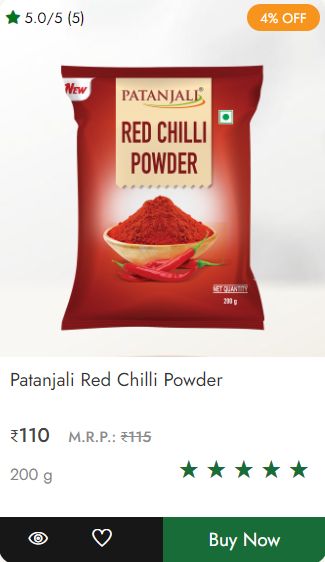 5.0/5 (5)
4% OFF
New
PATANJALI®
RED CHILLI
POWDER
NET QUANTITY
200 g
Patanjali Red Chilli Powder
₹110 M.R.P.: ₹115
200 g
Buy Now